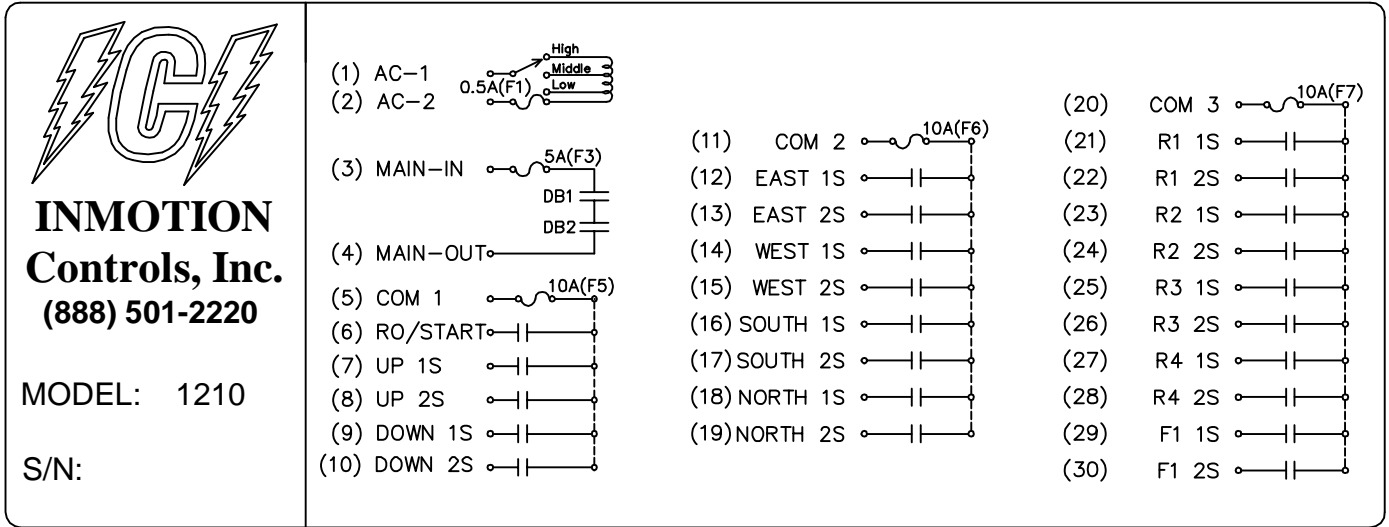 ICI
INMOTION
Controls, Inc.
(888) 501-2220
MODEL: 1210
S/N:
(1) AC-1
(2) AC-2
0.5A(F1)
High
Middle
Low
(3) MAIN-IN
5A(F3)
DB1
DB2
(4) MAIN-OUT
(5) COM 1
10A(F5)
(6) RO/START
(7) UP 1S
(8) UP 2S
(9) DOWN 1S
(10) DOWN 2S
(11) COM 2
10A(F6)
(12) EAST 1S
(13) EAST 2S
(14) WEST 1S
(15) WEST 2S
(16) SOUTH 1S
(17) SOUTH 2S
(18) NORTH 1S
(19) NORTH 2S
(20) COM 3
10A(F7)
(21) R1 1S
(22) R1 2S
(23) R2 1S
(24) R2 2S
(25) R3 1S
(26) R3 2S
(27) R4 1S
(28) R4 2S
(29) F1 1S
(30) F1 2S